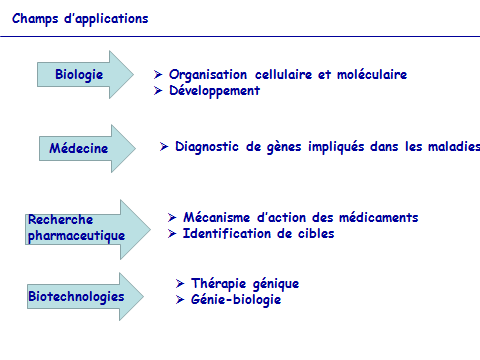 Champs d’applications
Biologie
➢ Organisation cellulaire et moléculaire
➢ Développement
Médecine
➢ Diagnostic de gènes impliqués dans les maladies
Recherche
pharmaceutique
➢ Mécanisme d’action des médicaments
➢ Identification de cibles
Biotechnologies
➢ Thérapie génique
➢ Génie-biologie